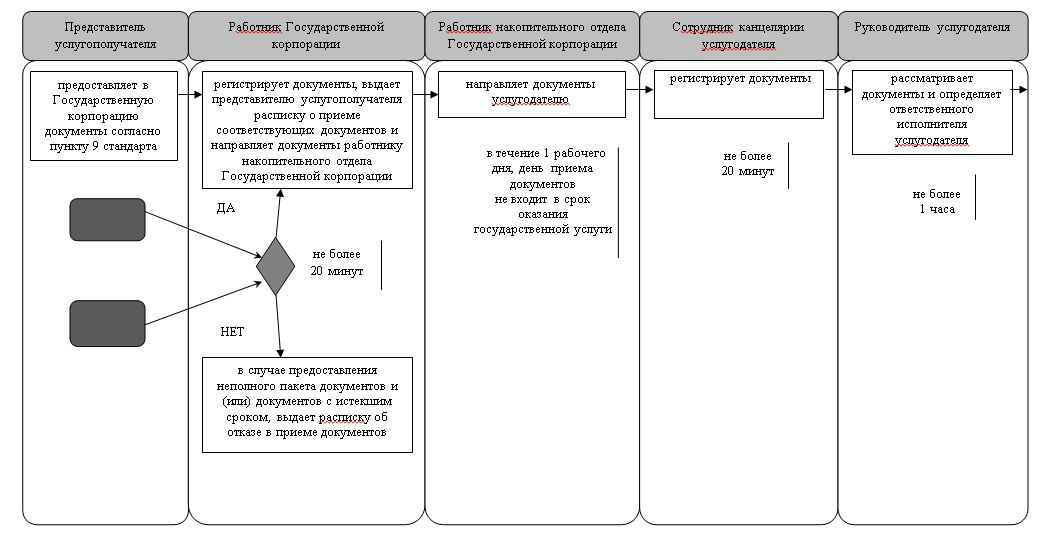 Представитель
услугополучателя
Работник Государственной
корпорации
Работник накопительного отдела
Государственной корпорации
Сотрудник канцелярии
услугодателя
Руководитель услугодателя
предоставляет в
Государственную
корпорацию
документы согласно
пункту 9 стандарта
регистрирует документы, выдает
представителю услугополучателя
расписку о приеме
соответствующих документов и
направляет документы работнику
накопительного отдела
Государственной корпорации
направляет документы
услугодателю
регистрирует документы
рассматривает
документы и определяет
ответственного
исполнителя
услугодателя
в течение 1 рабочего
дня, день приема
документов
не входит в срок
оказания
государственной услуги
не более
20 минут
не более
1 часа
ДА
не более
20 минут
НЕТ
в случае предоставления
неполного пакета документов и
(или) документов с истекшим
сроком, выдает расписку об
отказе в приеме документов